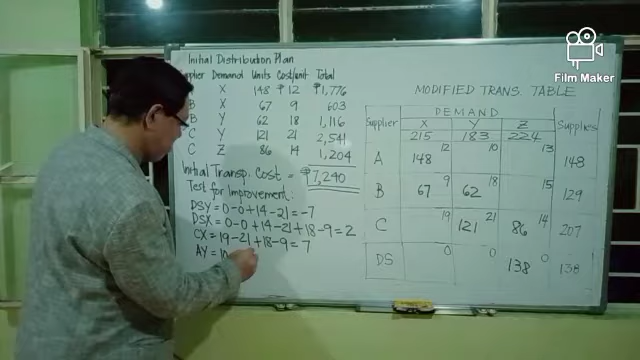 Film Maker
Initial Distribution Plan
Demand Units Cost/unit Total
X 148 ₱12 ₱1,776
B X 67 9 603
B Y 62 18 1,116
C Y 121 21 2,541
C Z 86 14 1,204
Initial Transp. Cost = ₱7,240
Test for Improvement:
DSY = 0-0+14-21 = -7
DSX = 0-0+14-21+18-9 = 2
CX = 19-21+18-9 = 7
AY = 10
MODIFIED TRANS. TABLE
DEMAND
Supplier X Y Z Supplies
215 183 224
A 148 12 10 13 148
B 67 9 62 18 15 129
C 19 121 21 86 14 207
DS 0 0 138 0 138